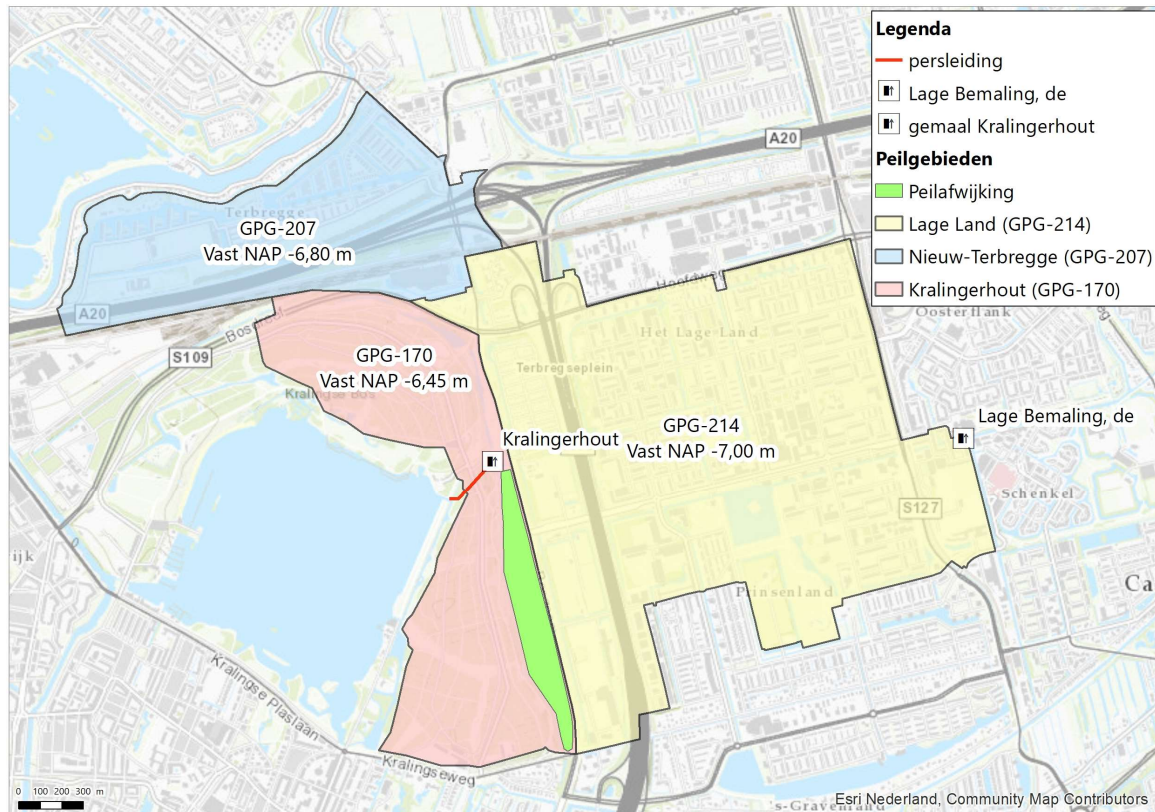 Legenda
persleiding
Lage Bemaling, de
gemaal Kralingerhout
Peilgebieden
Peilafwijking
Lage Land (GPG-214)
Nieuw-Terbregge (GPG-207)
Kralingerhout (GPG-170)
A20
Terbregge
GPG-207
Vast NAP -6,80 m
A20
Hoofdweg
Bosdreef
S109
Het Lage Land
Oosterflank
GPG-170
Vast NAP -6,45 m
Terbregseplein
Kralingse Bos
GPG-214
Vast NAP -7,00 m
Lage Bemaling, de
Kralingerhout
Schenkel
S127
wijk
Ca
Prinsenland
Kralingse Plaslaan
Kralingseweg
0 100 200 300 m
's-Gravenland
Esri Nederland, Community Map Contributors